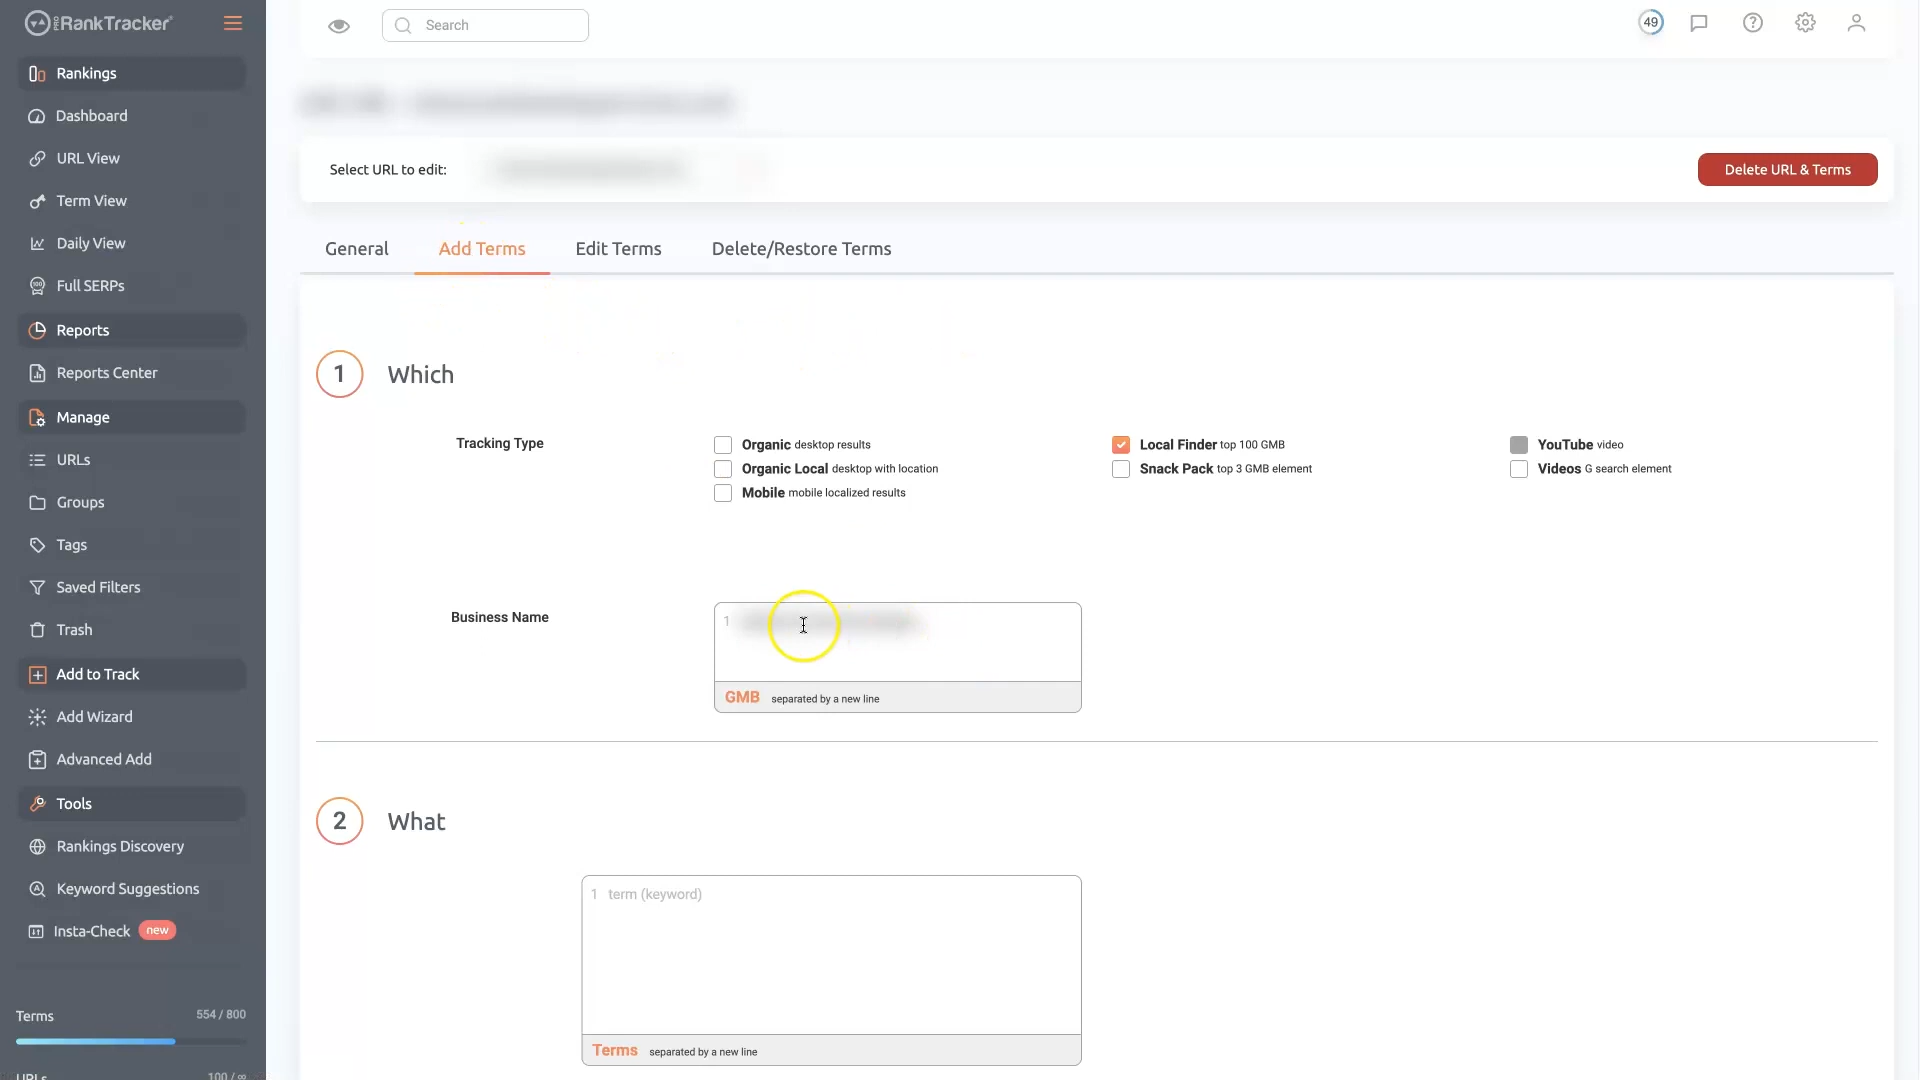 PRO RankTracker
Rankings
Dashboard
URL View
Term View
Daily View
Full SERPs
Reports
Reports Center
Manage
URLs
Groups
Tags
Saved Filters
Trash
Add to Track
Add Wizard
Advanced Add
Tools
Rankings Discovery
Keyword Suggestions
Insta-Check new
Terms 554 / 800
URLs 100 / ∞
Search
49
Select URL to edit:
Delete URL & Terms
General Add Terms Edit Terms Delete/Restore Terms
1 Which
Tracking Type
Organic desktop results
Organic Local desktop with location
Mobile mobile localized results
Local Finder top 100 GMB
Snack Pack top 3 GMB element
YouTube video
Videos G search element
Business Name
1
GMB separated by a new line
2 What
1 term (keyword)
Terms separated by a new line